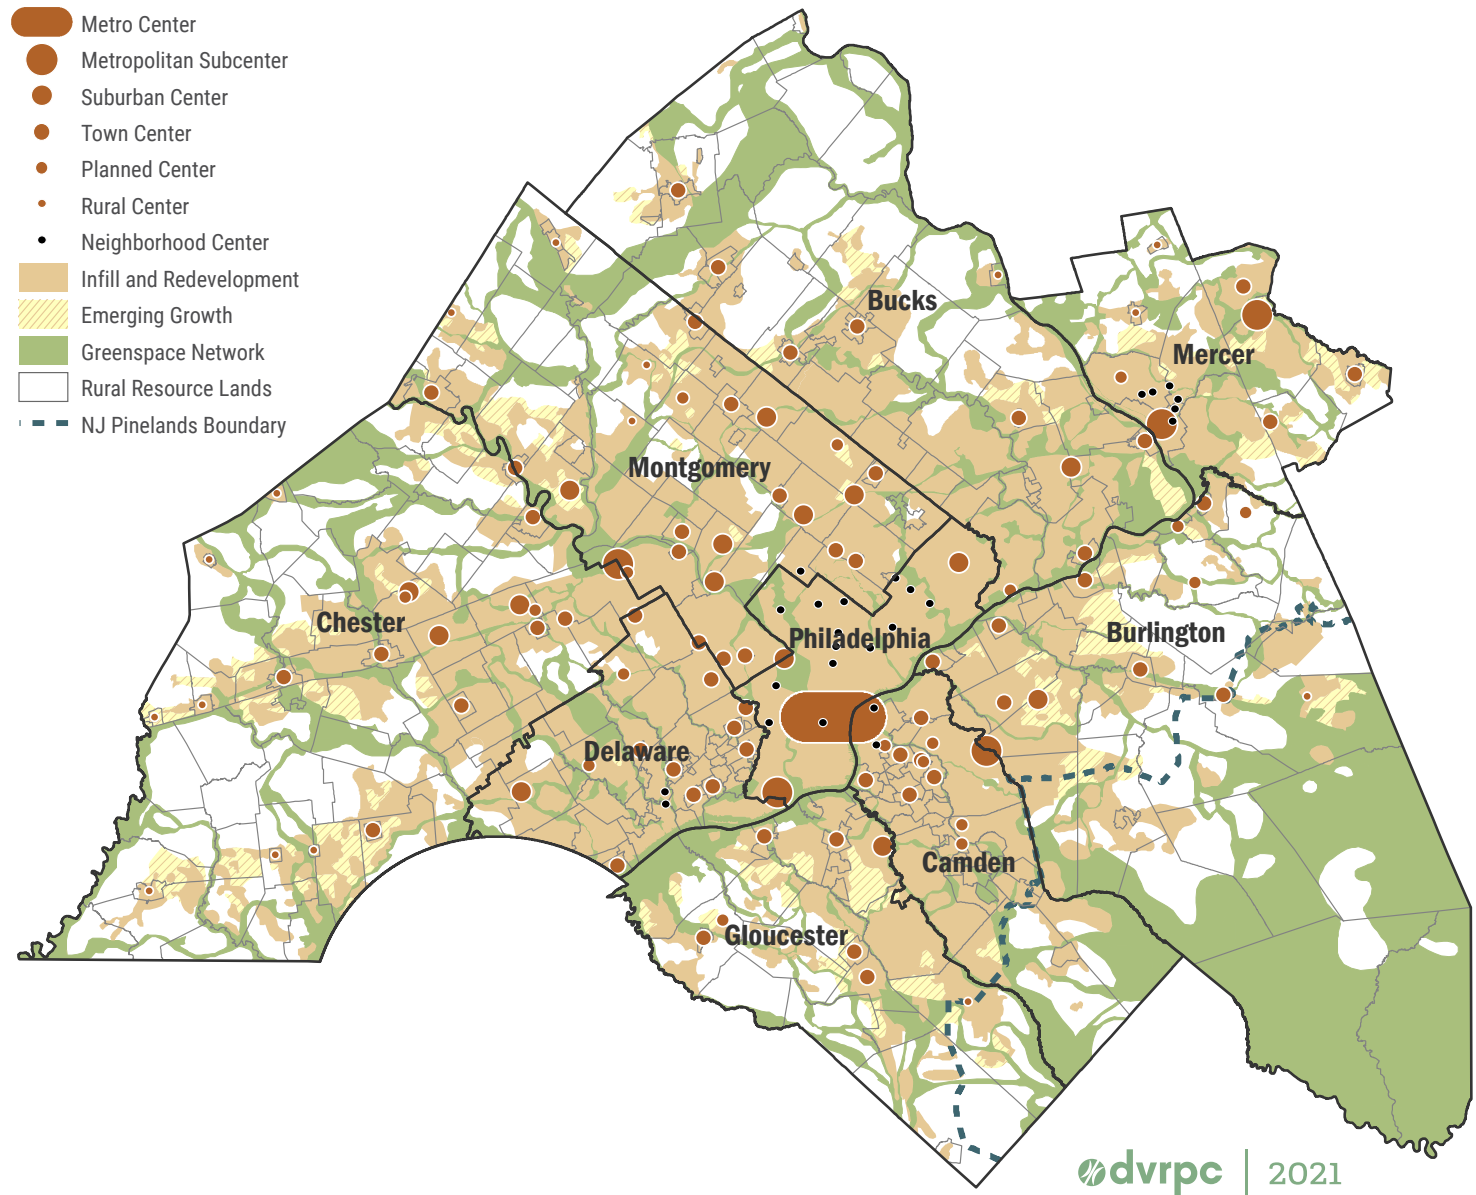 Metro Center
Metropolitan Subcenter
Suburban Center
Town Center
Planned Center
Rural Center
Neighborhood Center
Infill and Redevelopment
Emerging Growth
Greenspace Network
Rural Resource Lands
NJ Pinelands Boundary
Bucks
Mercer
Montgomery
Chester
Philadelphia
Burlington
Delaware
Camden
Gloucester
dvrpc | 2021